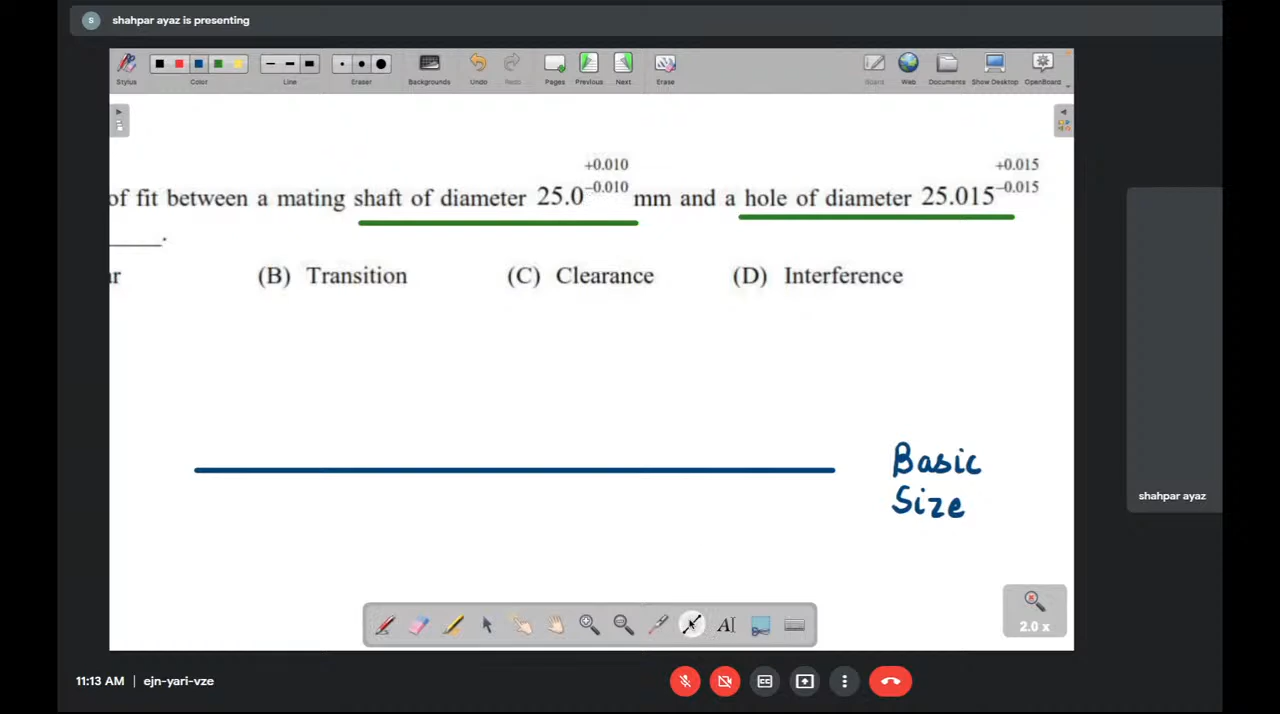 S shahpar ayaz is presenting
Stylus Color Line Eraser Backgrounds Undo Redo Pages Previous Next Erase Board Web Documents Show Desktop OpenBoard
+0.010 +0.015
of fit between a mating shaft of diameter 25.0 −0.010 mm and a hole of diameter 25.015 −0.015
_____.
ar (B) Transition (C) Clearance (D) Interference
Basic
Size
shahpar ayaz
2.0 x
11:13 AM | ejn-yari-vze